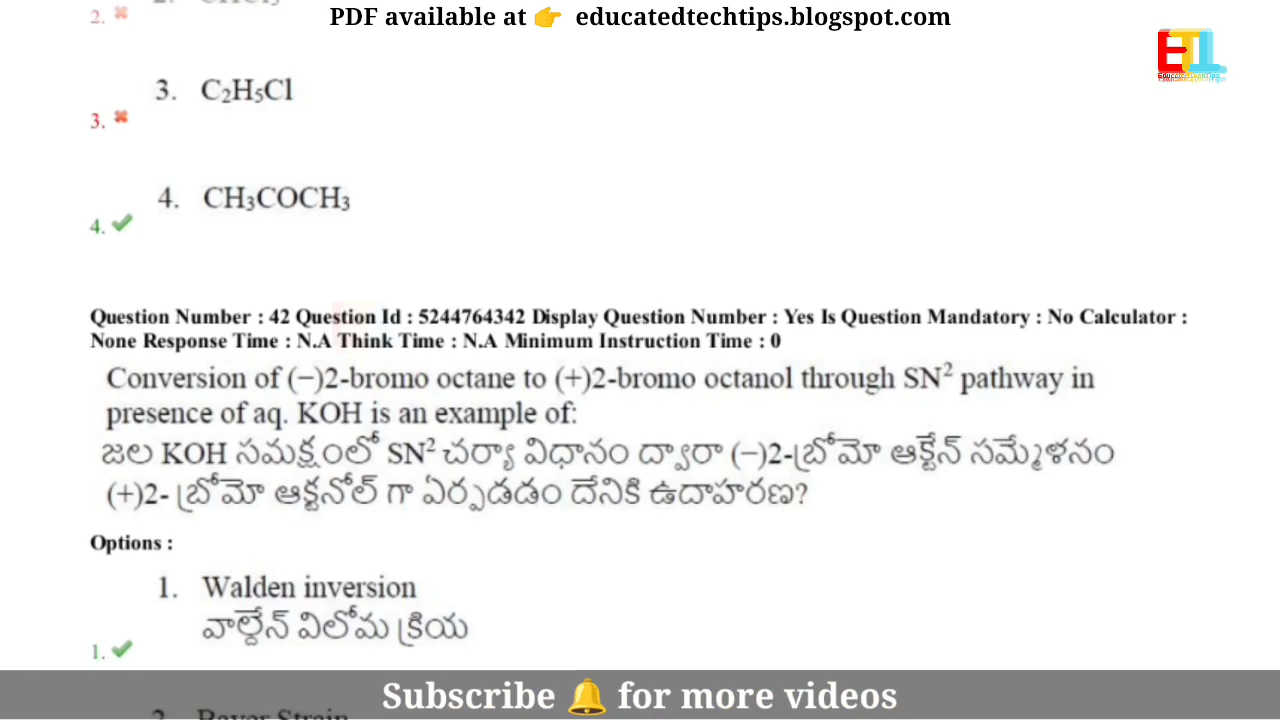 PDF available at 👉 educatedtechtips.blogspot.com
2. ✖
3. C₂H₅Cl
3. ✖
4. CH₃COCH₃
4. ✔
Question Number : 42 Question Id : 5244764342 Display Question Number : Yes Is Question Mandatory : No Calculator :
None Response Time : N.A Think Time : N.A Minimum Instruction Time : 0
Conversion of (−)2-bromo octane to (+)2-bromo octanol through SN² pathway in
presence of aq. KOH is an example of:
జల KOH సమక్షంలో SN² చర్యా విధానం ద్వారా (−)2-బ్రోమో ఆక్టేన్ సమ్మేళనం
(+)2- బ్రోమో ఆక్టనోల్ గా ఏర్పడడం దేనికి ఉదాహరణ?
Options :
1. Walden inversion
వాల్డేన్ విలోమ క్రియ
1. ✔
Subscribe 🔔 for more videos